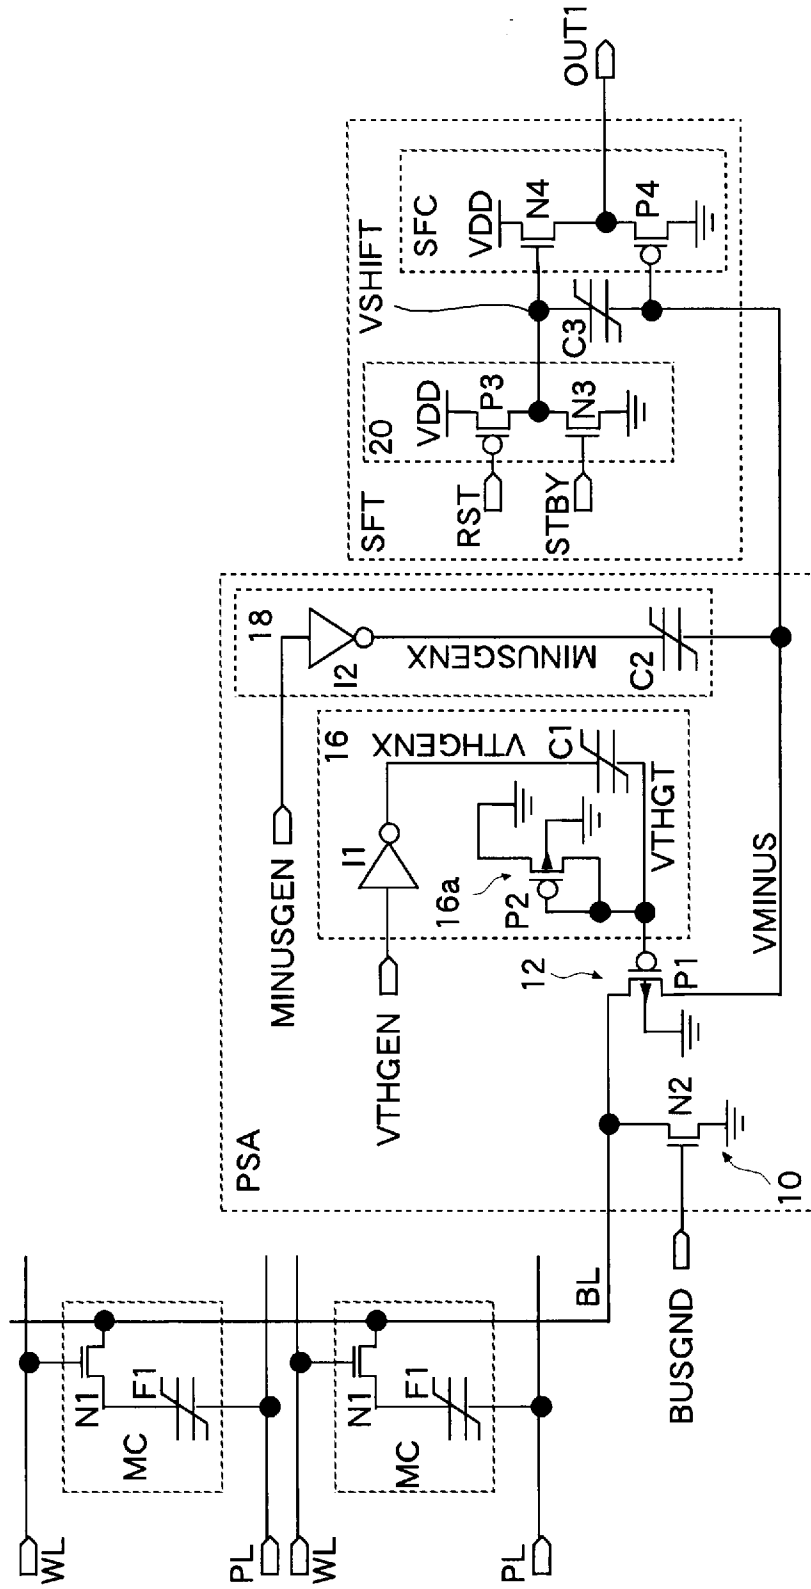 WL
N1
F1
MC
PL
WL
N1
F1
MC
PL
BL
BUSGND
N2
10
PSA
MINUSGEN
VTHGEN
12
P1
VMINUS
16
I1
VTHGENX
C1
16a
P2
VTHGT
18
I2
MINUSGENX
C2
SFT
20
VDD
P3
RST
N3
STBY
VSHIFT
C3
SFC
VDD
N4
P4
OUT1